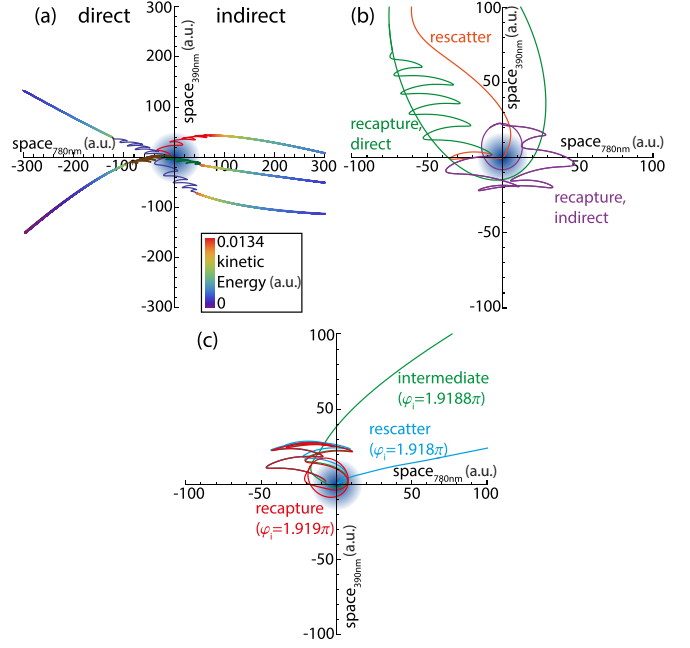 (a) direct indirect
300
200
100
-100
-200
-300
space390nm (a.u.)
space780nm (a.u.)
-300 -200 -100 100 200 300
0.0134
kinetic
Energy (a.u.)
0
(b)
100
50
-50
-100
space390nm (a.u.)
rescatter
recapture,
direct
space780nm (a.u.)
-100 -50 50 100
recapture,
indirect
(c)
100
50
-50
-100
intermediate
(φi=1.9188π)
rescatter
(φi=1.918π)
space780nm (a.u.)
-100 -50 50 100
recapture
(φi=1.919π)
space390nm (a.u.)